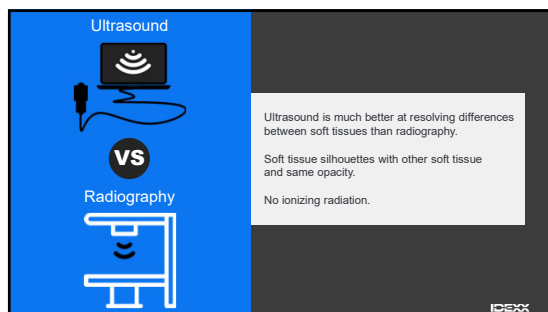 Ultrasound
VS
Radiography
Ultrasound is much better at resolving differences
between soft tissues than radiography.
Soft tissue silhouettes with other soft tissue
and same opacity.
No ionizing radiation.
IDEXX